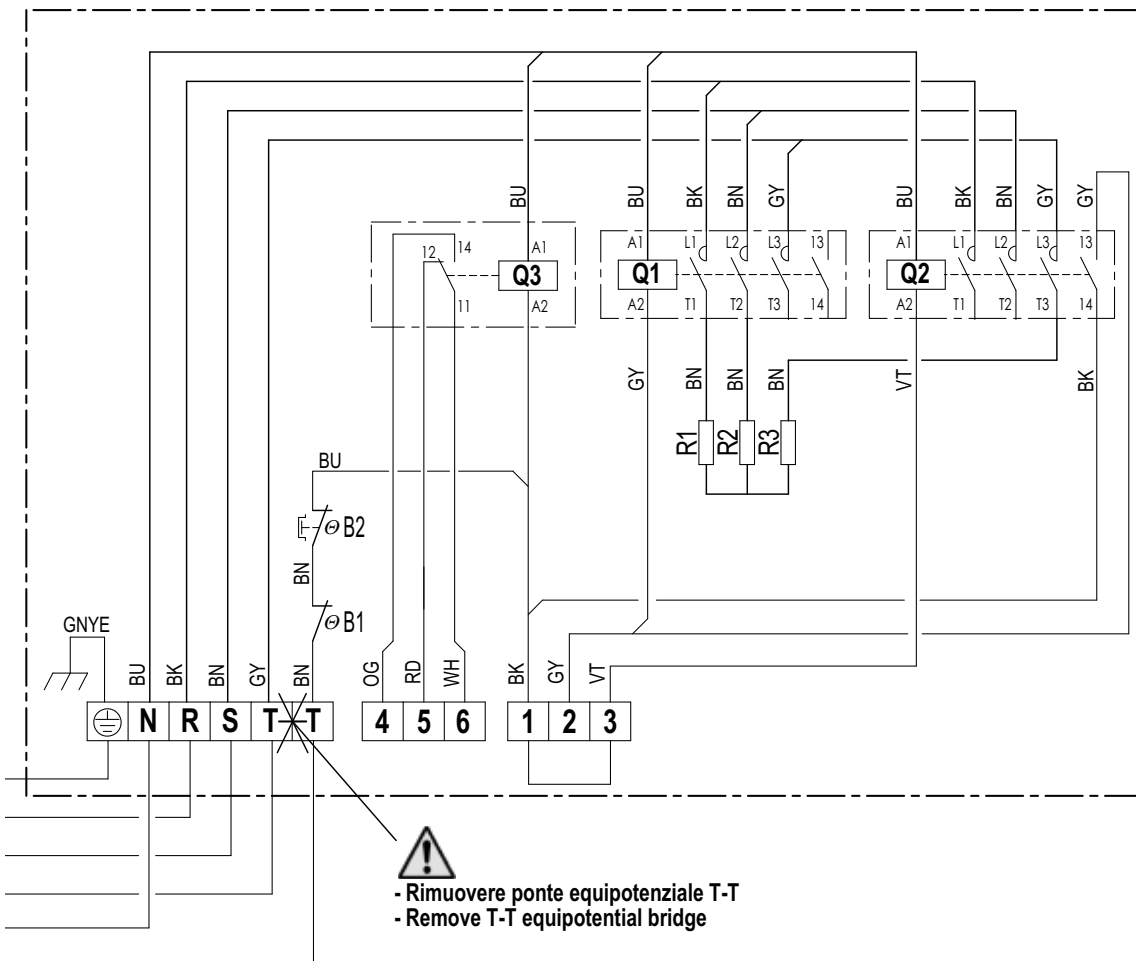 BU
BU
BK
BN
GY
BU
BK
BN
GY
GY
12
14
A1
Q3
11
A2
A1
L1
L2
L3
13
Q1
A2
T1
T2
T3
14
A1
L1
L2
L3
13
Q2
A2
T1
T2
T3
14
GY
BN
BN
BN
VT
BK
R1
R2
R3
BU
Θ B2
BN
Θ B1
GNYE
BU
BK
BN
GY
BN
OG
RD
WH
BK
GY
VT
N R S T T
4 5 6
1 2 3
- Rimuovere ponte equipotenziale T-T
- Remove T-T equipotential bridge